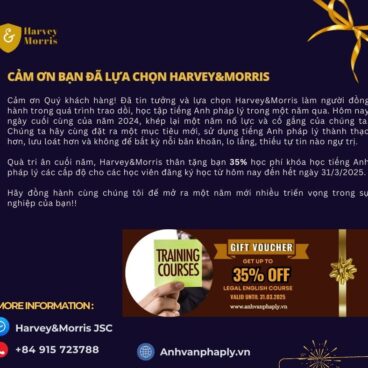 Harvey
Morris
CẢM ƠN BẠN ĐÃ LỰA CHỌN HARVEY&MORRIS
Cảm ơn Quý khách hàng! Đã tin tưởng và lựa chọn Harvey&Morris làm người đồng
hành trong quá trình trao dồi, học tập tiếng Anh pháp lý trong một năm qua. Hôm nay
ngày cuối cùng của năm 2024, khép lại một năm nỗ lực và cố gắng của chúng ta.
Chúng ta hãy cùng đặt ra một mục tiêu mới, sử dụng tiếng Anh pháp lý thành thạo
hơn, lưu loát hơn và không để bất kỳ nỗi băn khoăn, lo lắng, thiếu tự tin nào ngự trị.
Quà tri ân cuối năm, Harvey&Morris thân tặng bạn 35% học phí khóa học tiếng Anh
pháp lý các cấp độ cho các học viên đăng ký học từ hôm nay đến hết ngày 31/3/2025.
Hãy đồng hành cùng chúng tôi để mở ra một năm mới nhiều triển vọng trong sự
nghiệp của bạn!!
TRAINING
COURSES
GIFT VOUCHER
GET UP TO
35% OFF
LEGAL ENGLISH COURSE
VALID UNTIL 31.03.2025
www.anhvanphaply.vn
MORE INFORMATION :
Harvey&Morris JSC
+84 915 723788
Anhvanphaply.vn